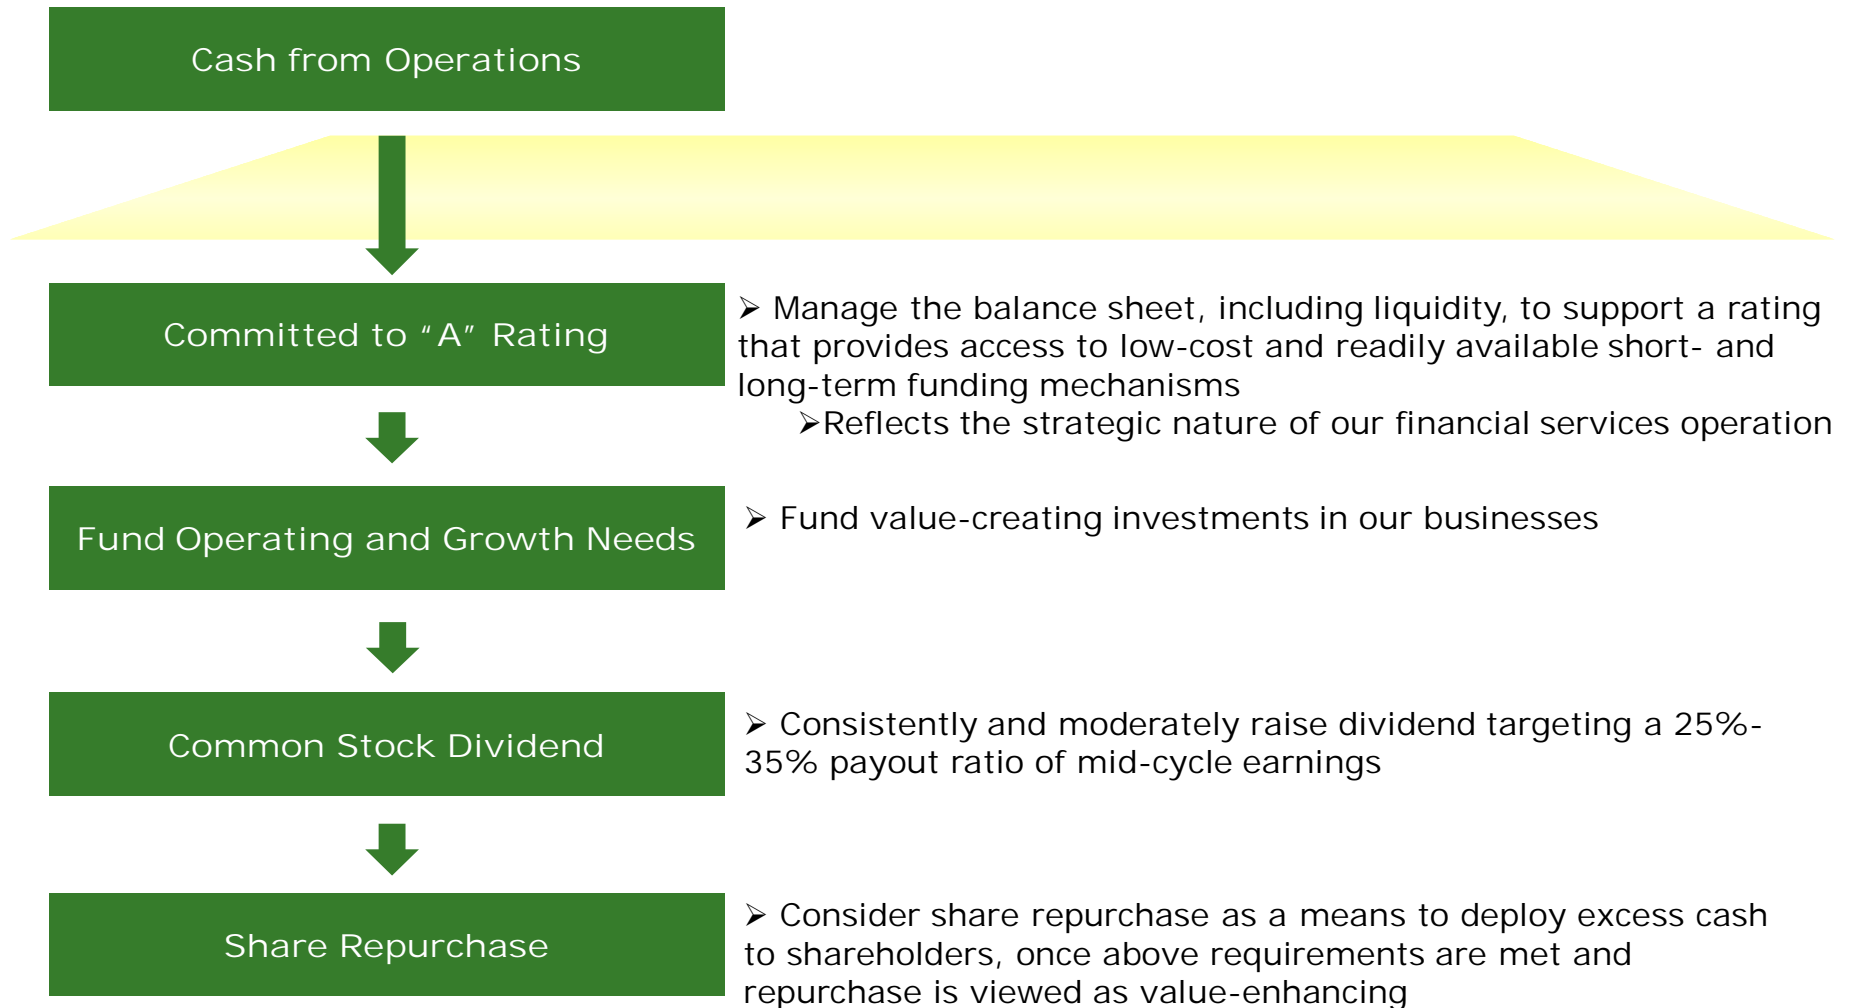 Cash from Operations
Committed to “A” Rating
➢ Manage the balance sheet, including liquidity, to support a rating
that provides access to low-cost and readily available short- and
long-term funding mechanisms
➢Reflects the strategic nature of our financial services operation
Fund Operating and Growth Needs
➢ Fund value-creating investments in our businesses
Common Stock Dividend
➢ Consistently and moderately raise dividend targeting a 25%-
35% payout ratio of mid-cycle earnings
Share Repurchase
➢ Consider share repurchase as a means to deploy excess cash
to shareholders, once above requirements are met and
repurchase is viewed as value-enhancing